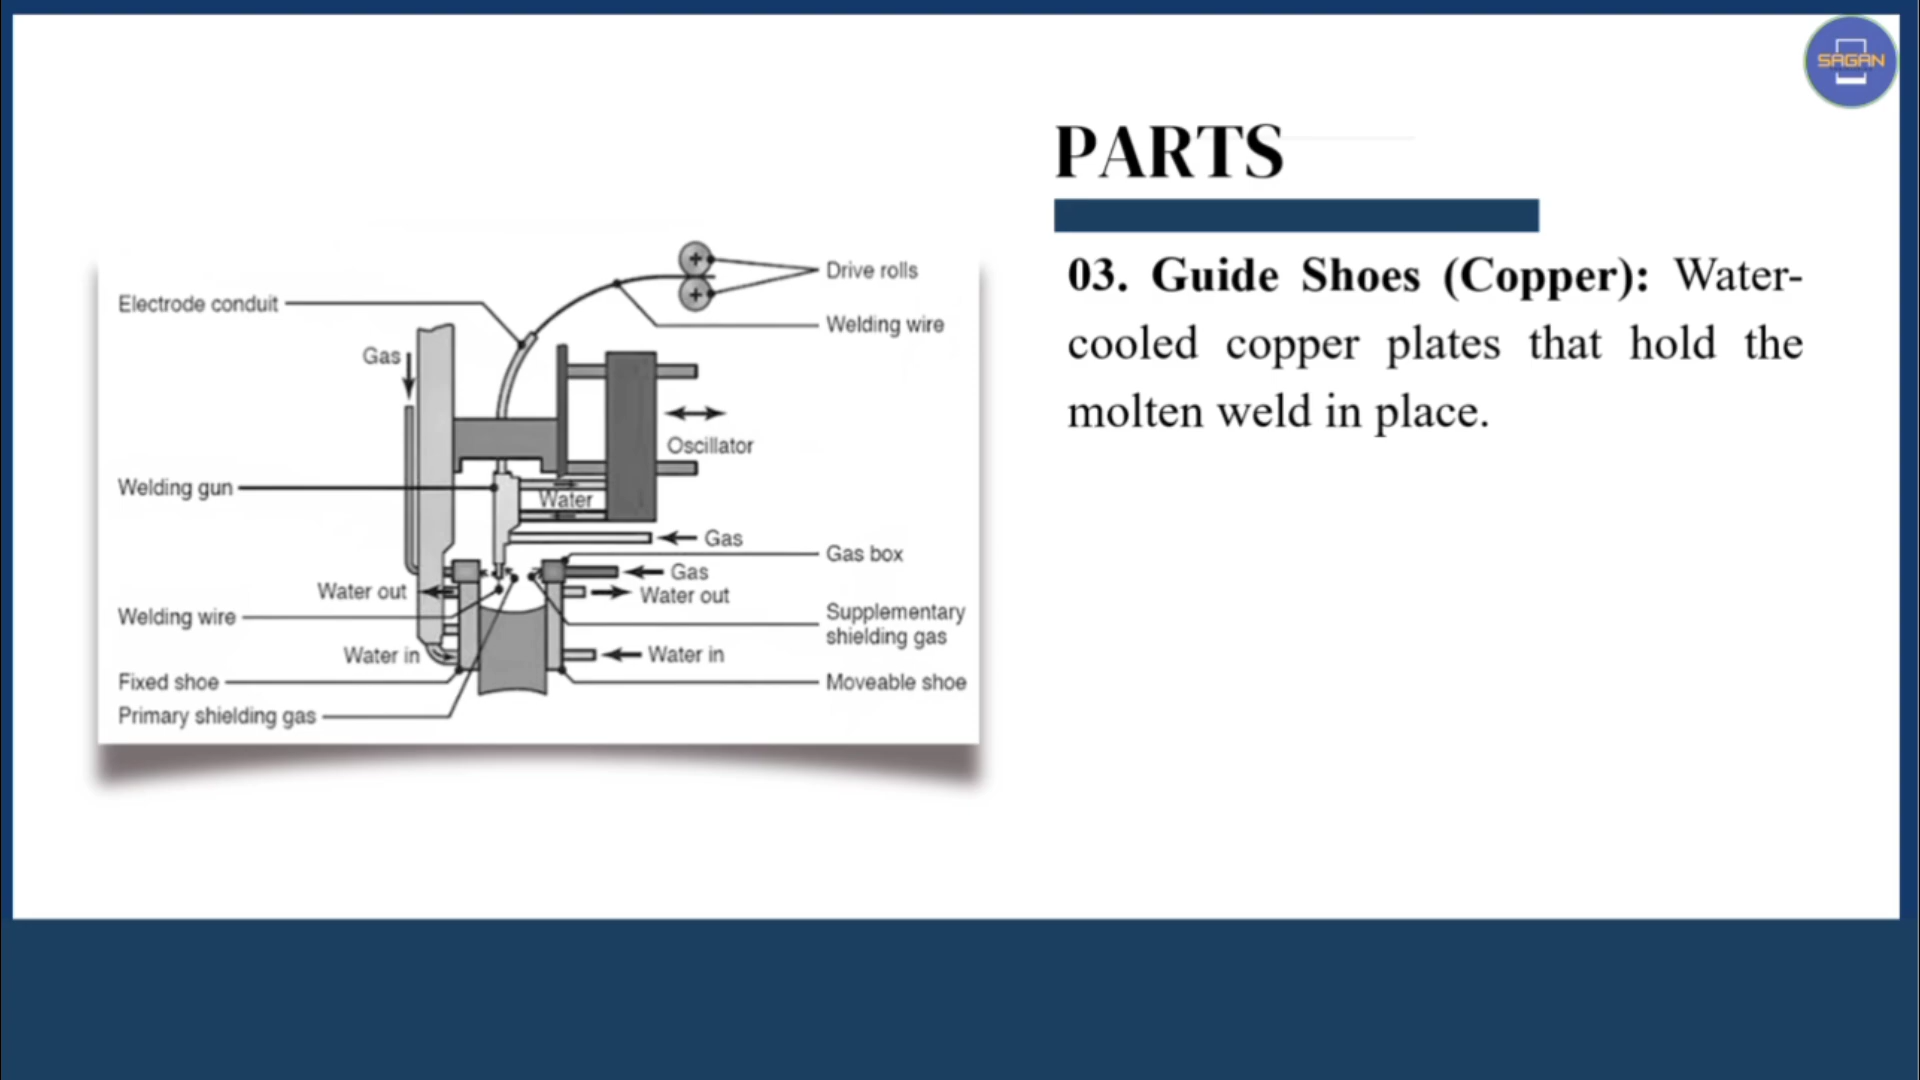 SAGAN
PARTS
03. Guide Shoes (Copper): Water-
cooled copper plates that hold the
molten weld in place.
Drive rolls
Electrode conduit
Welding wire
Gas
Oscillator
Welding gun
Water
Gas
Gas box
Gas
Water out
Water out
Welding wire
Supplementary
shielding gas
Water in
Water in
Fixed shoe
Moveable shoe
Primary shielding gas